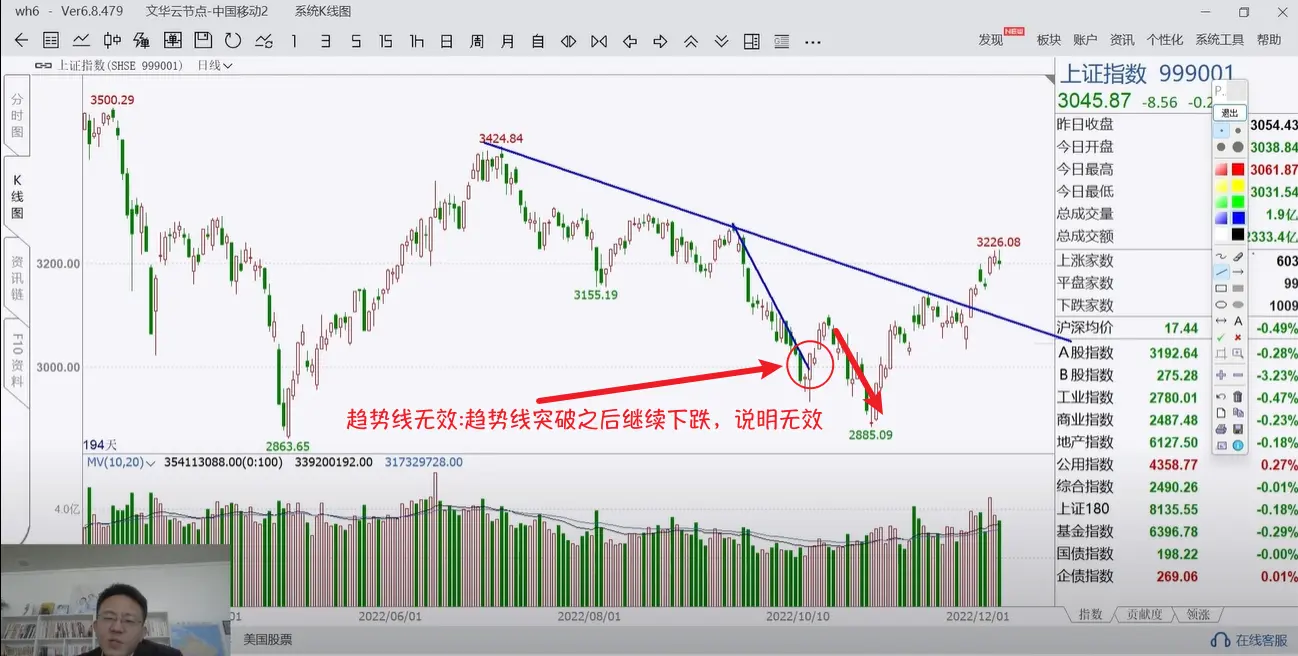 wh6 - Ver6.8.479 文华云节点-中国移动2 系统K线图
1 3 5 15 1h 日 周 月 自 发现 NEW 板块 账户 资讯 个性化 系统工具 帮助
上证指数(SHSE 999001) 日线
上证指数 999001
3045.87 -8.56 -0.2
P.
退出
分时图
K线图
资讯链
F10资料
3500.29
3424.84
3226.08
3200.00
3155.19
3000.00
2885.09
2863.65
趋势线无效:趋势线突破之后继续下跌，说明无效
194天
MV(10,20) 354113088.00(0:100) 339200192.00 317329728.00
4.0亿
/01 2022/06/01 2022/08/01 2022/10/10 2022/12/01
昨日收盘 3054.43
今日开盘 3038.84
今日最高 3061.87
今日最低 3031.54
总成交量 1.9亿
总成交额 2333.4亿
上涨家数 603
平盘家数 99
下跌家数 1009
沪深均价 17.44 -0.49%
A股指数 3192.64 -0.28%
B股指数 275.28 -3.23%
工业指数 2780.01 -0.47%
商业指数 2487.48 -0.23%
地产指数 6127.50 -0.18%
公用指数 4358.77 0.27%
综合指数 2490.26 -0.01%
上证180 8135.55 -0.18%
基金指数 6396.78 -0.29%
国债指数 198.22 -0.00%
企债指数 269.06 0.01%
A
指数 贡献度 领涨
美国股票
在线客服